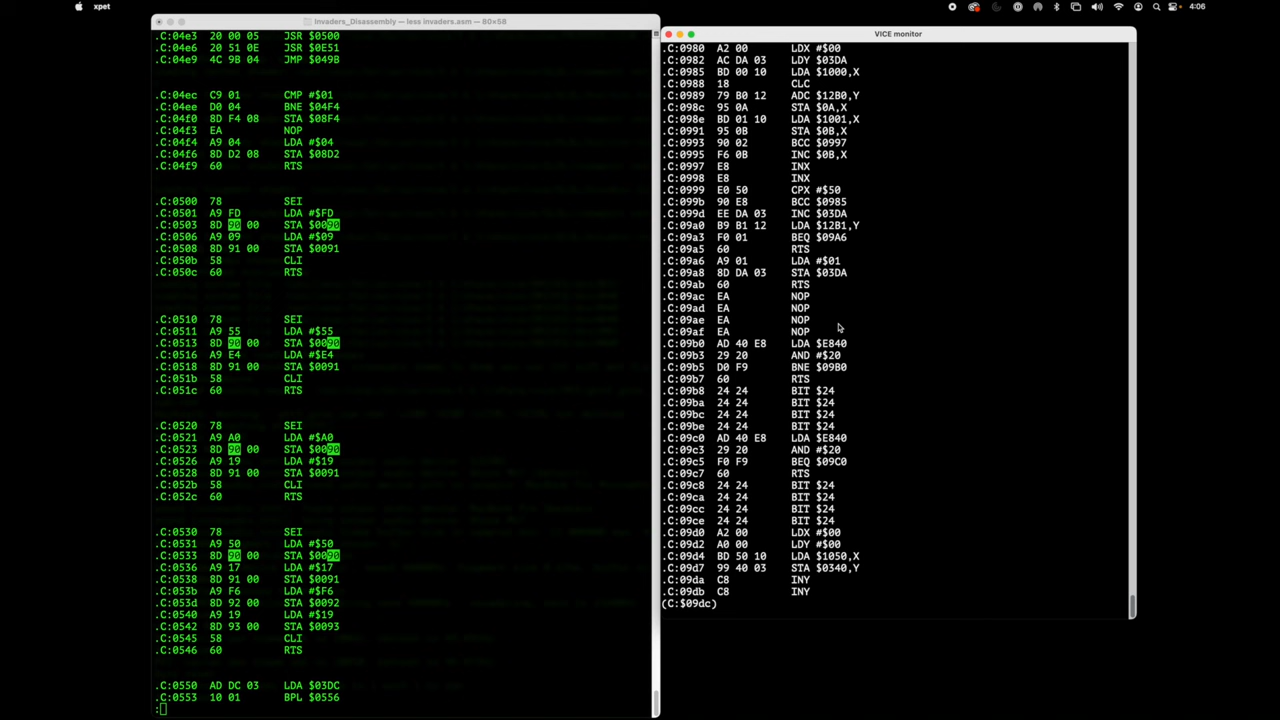 xpet
4:06
Invaders_Disassembly — less invaders.asm — 80×58
.C:04e3  20 00 05    JSR $0500
.C:04e6  20 51 0E    JSR $0E51
.C:04e9  4C 9B 04    JMP $049B
.C:04ec  C9 01       CMP #$01
.C:04ee  D0 04       BNE $04F4
.C:04f0  8D F4 08    STA $08F4
.C:04f3  EA          NOP
.C:04f4  A9 04       LDA #$04
.C:04f6  8D D2 08    STA $08D2
.C:04f9  60          RTS
.C:0500  78          SEI
.C:0501  A9 FD       LDA #$FD
.C:0503  8D 90 00    STA $0090
.C:0506  A9 09       LDA #$09
.C:0508  8D 91 00    STA $0091
.C:050b  58          CLI
.C:050c  60          RTS
.C:0510  78          SEI
.C:0511  A9 55       LDA #$55
.C:0513  8D 90 00    STA $0090
.C:0516  A9 E4       LDA #$E4
.C:0518  8D 91 00    STA $0091
.C:051b  58          CLI
.C:051c  60          RTS
.C:0520  78          SEI
.C:0521  A9 A0       LDA #$A0
.C:0523  8D 90 00    STA $0090
.C:0526  A9 19       LDA #$19
.C:0528  8D 91 00    STA $0091
.C:052b  58          CLI
.C:052c  60          RTS
.C:0530  78          SEI
.C:0531  A9 50       LDA #$50
.C:0533  8D 90 00    STA $0090
.C:0536  A9 17       LDA #$17
.C:0538  8D 91 00    STA $0091
.C:053b  A9 F6       LDA #$F6
.C:053d  8D 92 00    STA $0092
.C:0540  A9 19       LDA #$19
.C:0542  8D 93 00    STA $0093
.C:0545  58          CLI
.C:0546  60          RTS
.C:0550  AD DC 03    LDA $03DC
.C:0553  10 01       BPL $0556
:
VICE monitor
.C:0980  A2 00       LDX #$00
.C:0982  AC DA 03    LDY $03DA
.C:0985  BD 00 10    LDA $1000,X
.C:0988  18          CLC
.C:0989  79 B0 12    ADC $12B0,Y
.C:098c  95 0A       STA $0A,X
.C:098e  BD 01 10    LDA $1001,X
.C:0991  95 0B       STA $0B,X
.C:0993  90 02       BCC $0997
.C:0995  F6 0B       INC $0B,X
.C:0997  E8          INX
.C:0998  E8          INX
.C:0999  E0 50       CPX #$50
.C:099b  90 E8       BCC $0985
.C:099d  EE DA 03    INC $03DA
.C:09a0  B9 B1 12    LDA $12B1,Y
.C:09a3  F0 01       BEQ $09A6
.C:09a5  60          RTS
.C:09a6  A9 01       LDA #$01
.C:09a8  8D DA 03    STA $03DA
.C:09ab  60          RTS
.C:09ac  EA          NOP
.C:09ad  EA          NOP
.C:09ae  EA          NOP
.C:09af  EA          NOP
.C:09b0  AD 40 E8    LDA $E840
.C:09b3  29 20       AND #$20
.C:09b5  D0 F9       BNE $09B0
.C:09b7  60          RTS
.C:09b8  24 24       BIT $24
.C:09ba  24 24       BIT $24
.C:09bc  24 24       BIT $24
.C:09be  24 24       BIT $24
.C:09c0  AD 40 E8    LDA $E840
.C:09c3  29 20       AND #$20
.C:09c5  F0 F9       BEQ $09C0
.C:09c7  60          RTS
.C:09c8  24 24       BIT $24
.C:09ca  24 24       BIT $24
.C:09cc  24 24       BIT $24
.C:09ce  24 24       BIT $24
.C:09d0  A2 00       LDX #$00
.C:09d2  A0 00       LDY #$00
.C:09d4  BD 50 10    LDA $1050,X
.C:09d7  99 40 03    STA $0340,Y
.C:09da  C8          INY
.C:09db  C8          INY
(C:$09dc)